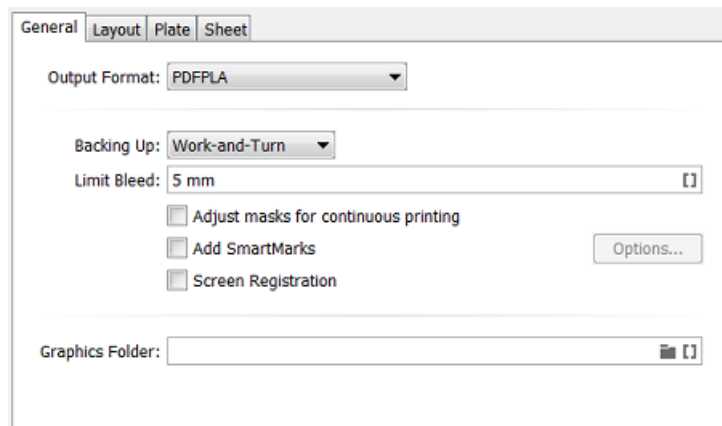 General Layout Plate Sheet
Output Format: PDFPLA
Backing Up: Work-and-Turn
Limit Bleed: 5 mm
Adjust masks for continuous printing
Add SmartMarks Options...
Screen Registration
Graphics Folder: